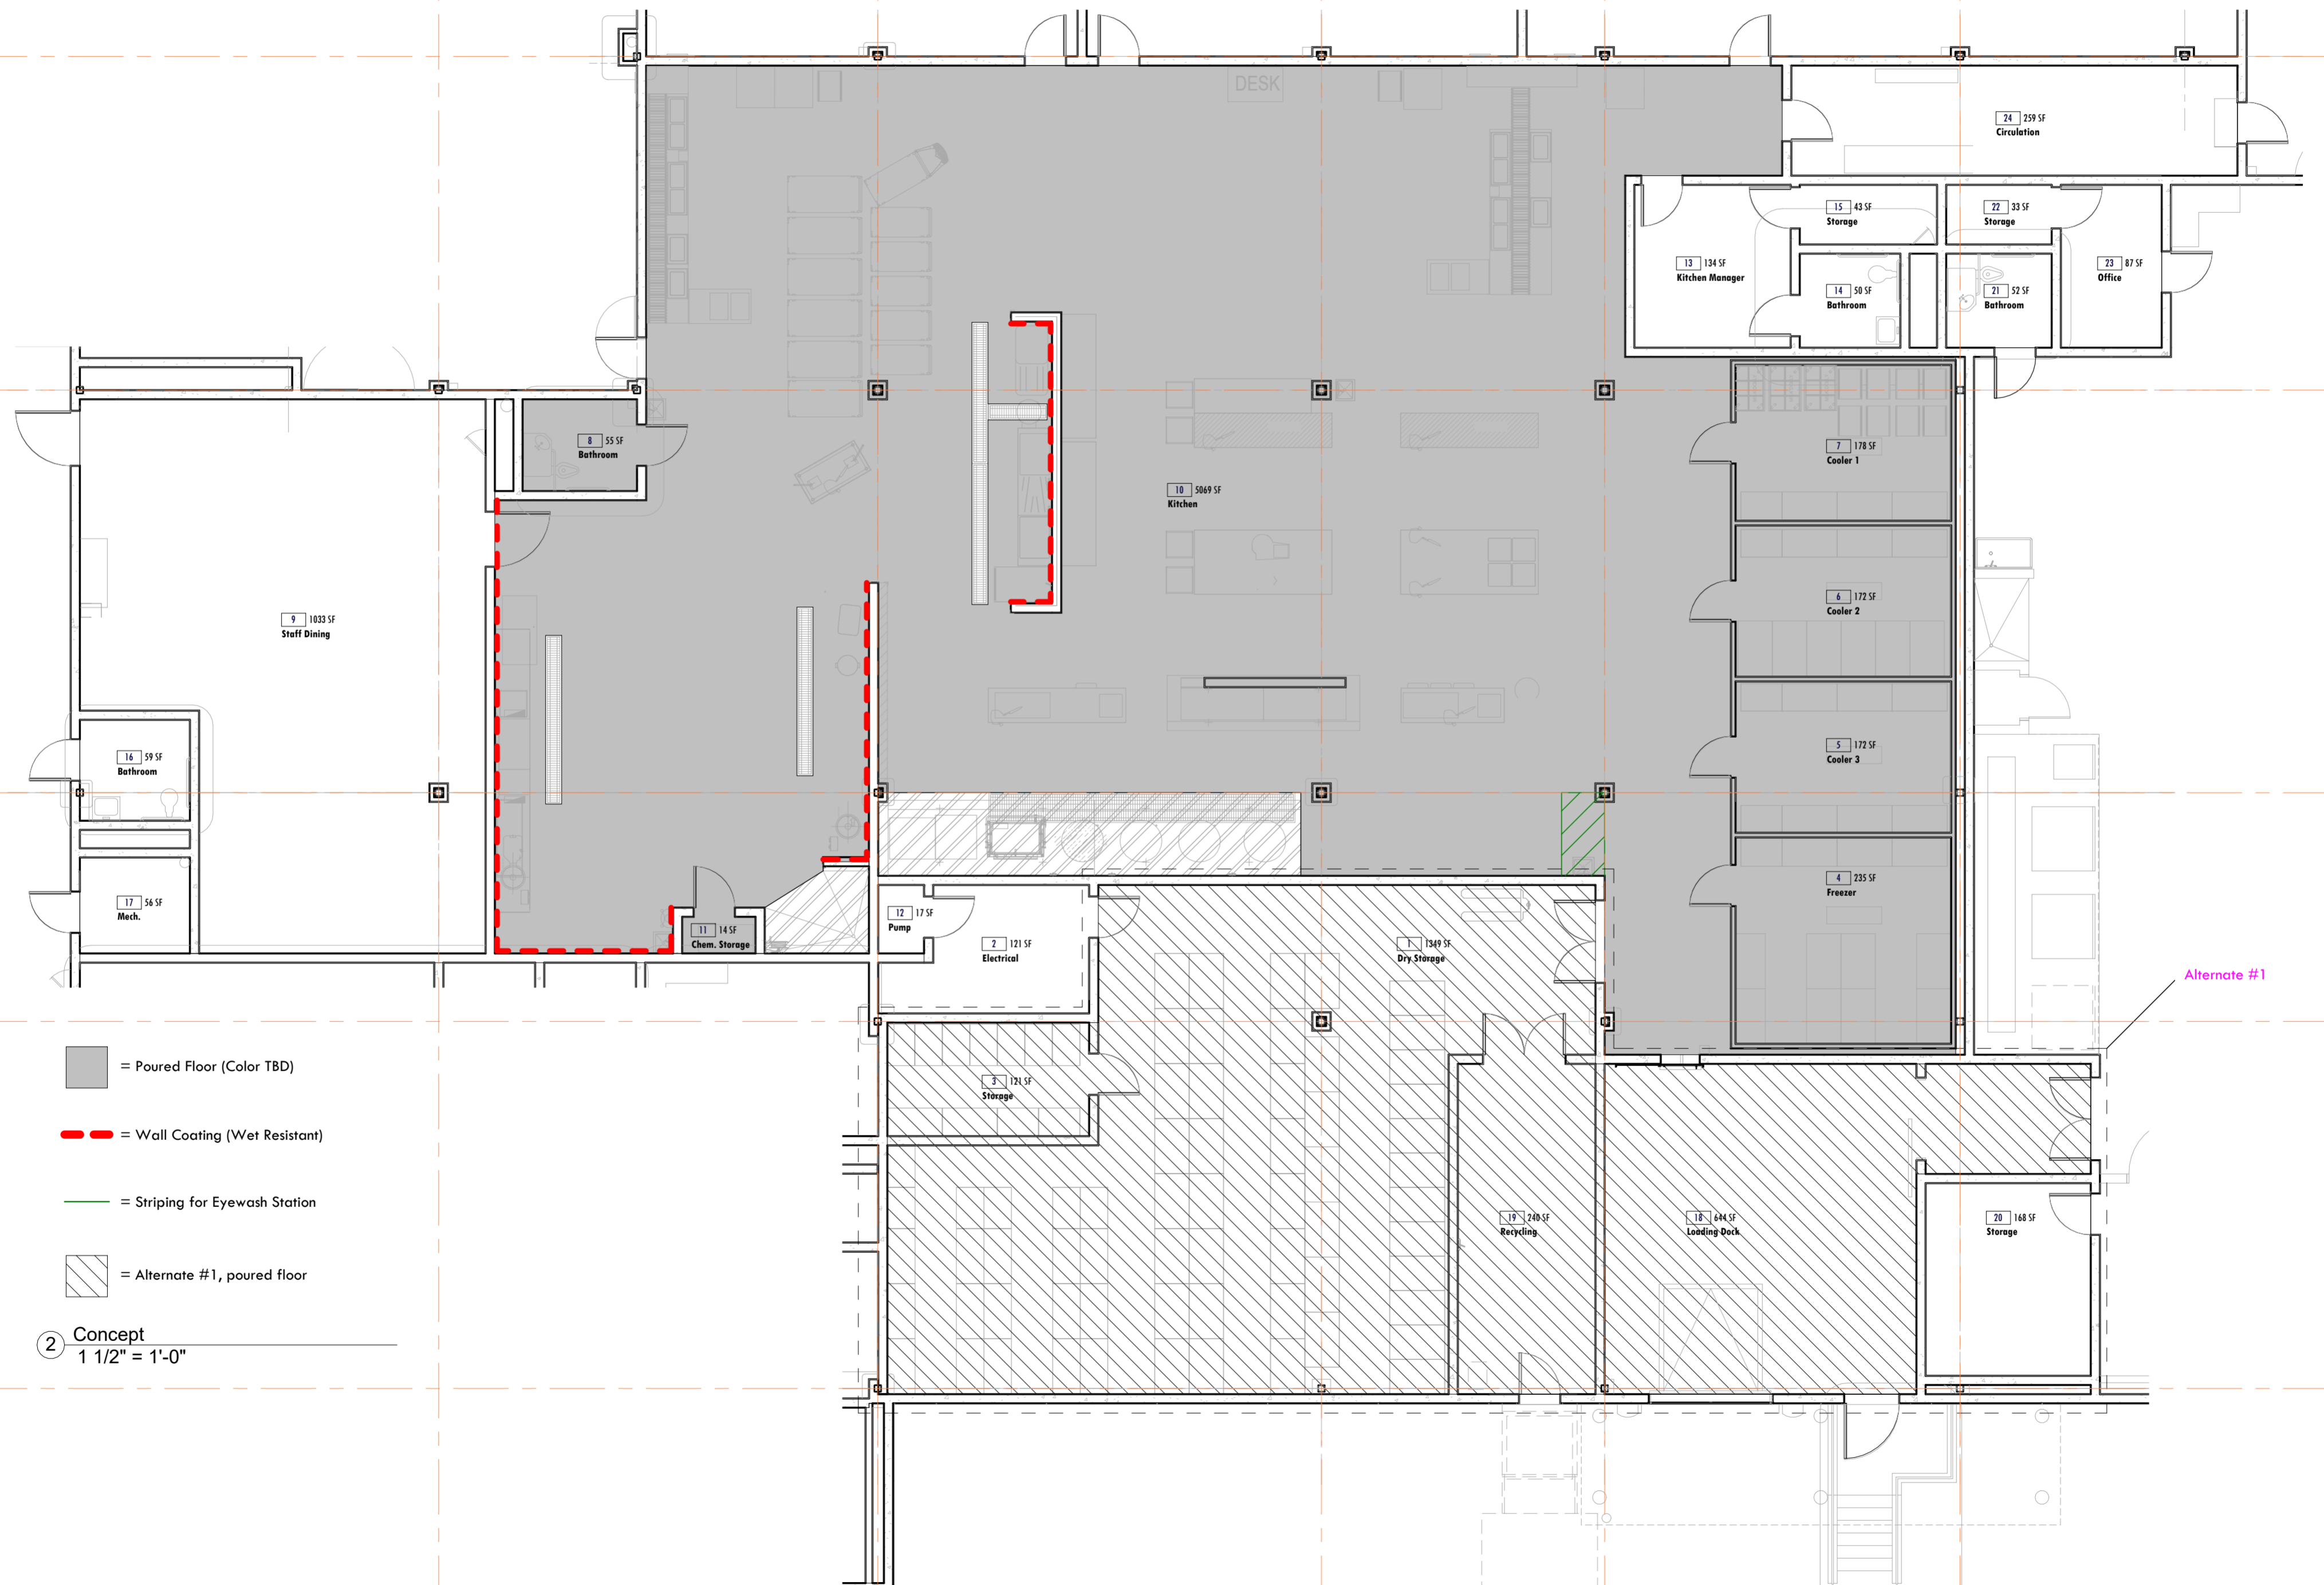 DESK
24 259 SF
Circulation
15 43 SF
Storage
22 33 SF
Storage
13 134 SF
Kitchen Manager
23 87 SF
Office
14 50 SF
Bathroom
21 52 SF
Bathroom
8 55 SF
Bathroom
7 178 SF
Cooler 1
10 5069 SF
Kitchen
6 172 SF
Cooler 2
9 1033 SF
Staff Dining
5 172 SF
Cooler 3
16 59 SF
Bathroom
4 235 SF
Freezer
17 56 SF
Mech.
12 17 SF
Pump
11 14 SF
Chem. Storage
2 121 SF
Electrical
1 1349 SF
Dry Storage
Alternate #1
3 121 SF
Storage
19 240 SF
Recycling
18 644 SF
Loading Dock
20 168 SF
Storage
= Poured Floor (Color TBD)
= Wall Coating (Wet Resistant)
= Striping for Eyewash Station
= Alternate #1, poured floor
2 Concept
1 1/2" = 1'-0"